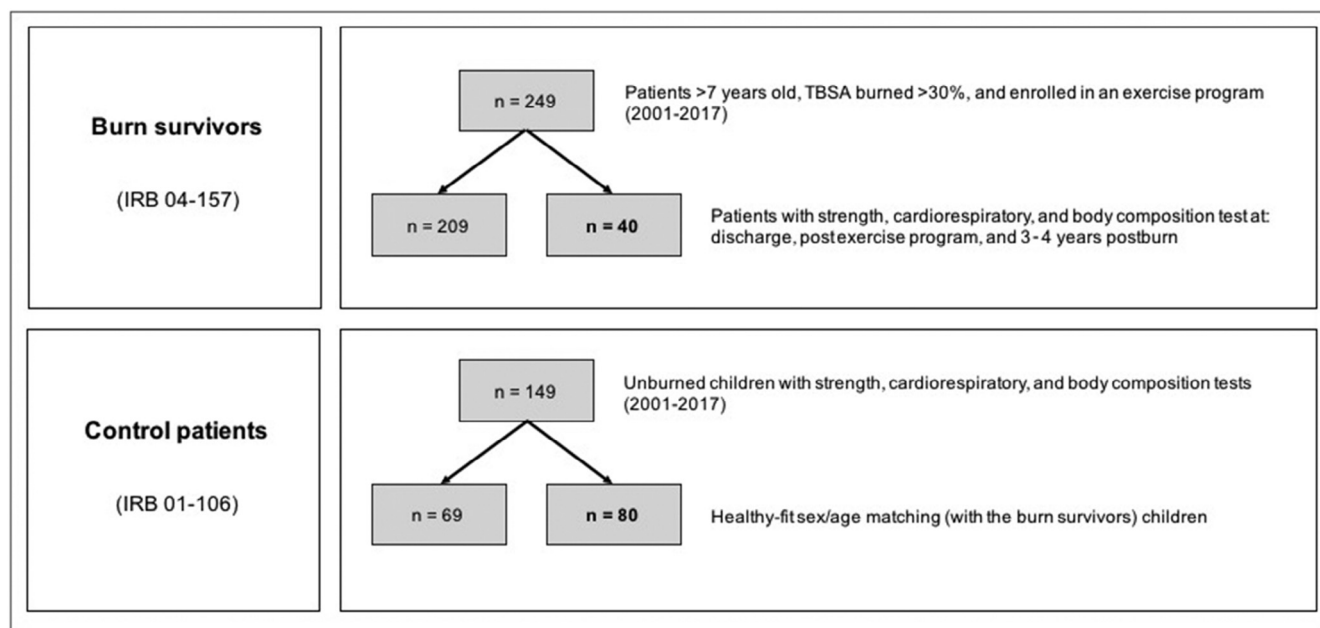 Burn survivors
(IRB 04-157)
n = 249
Patients >7 years old, TBSA burned >30%, and enrolled in an exercise program
(2001-2017)
n = 209
n = 40
Patients with strength, cardiorespiratory, and body composition test at:
discharge, post exercise program, and 3-4 years postburn
Control patients
(IRB 01-106)
n = 149
Unburned children with strength, cardiorespiratory, and body composition tests
(2001-2017)
n = 69
n = 80
Healthy-fit sex/age matching (with the burn survivors) children